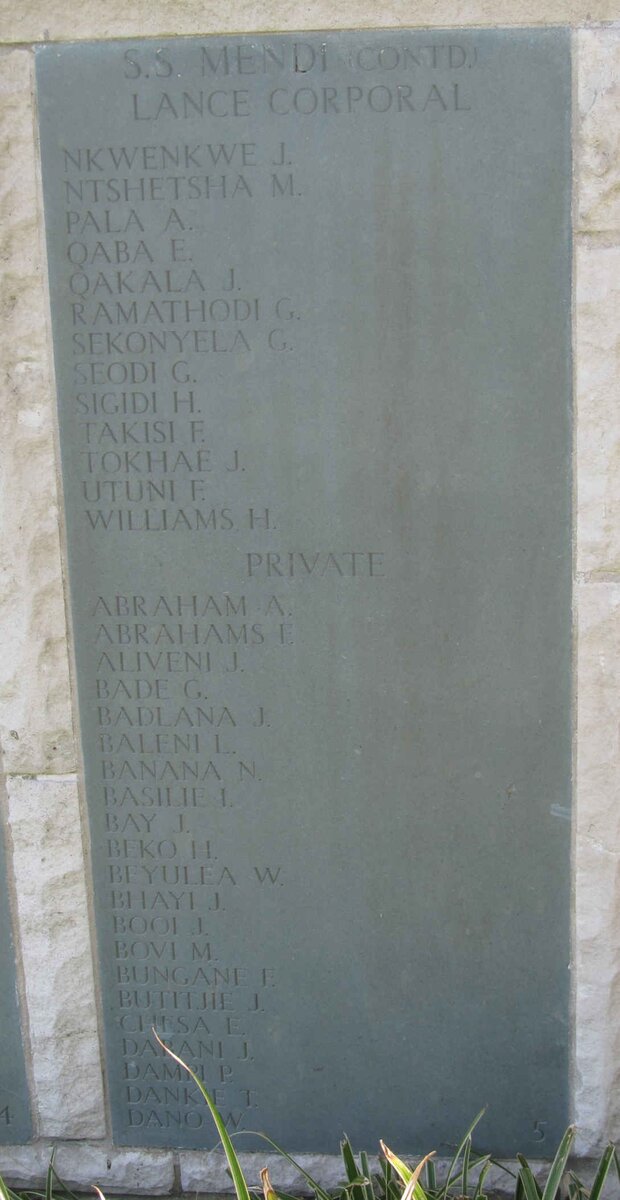 S.S. MENDI (CONTD.)
LANCE CORPORAL
NKWENKWE J.
NTSHETSHA M.
PALA A.
QABA E.
QAKALA J.
RAMATHODI G.
SEKONYELA G.
SEODI G.
SIGIDI H.
TAKISI F.
TOKHAE J.
UTUNI F.
WILLIAMS H.
PRIVATE
ABRAHAM A.
ABRAHAMS F.
ALIVENI J.
BADE G.
BADLANA J.
BALENI L.
BANANA N.
BASILIE I.
BAY J.
BEKO H.
BEYULEA W.
BHAYI J.
BOOI J.
BOVI M.
BUNGANE F.
BUTITJIE J.
CHESA E.
DARANI J.
DAMPI P.
DANKIE T.
DANO W.
4
5